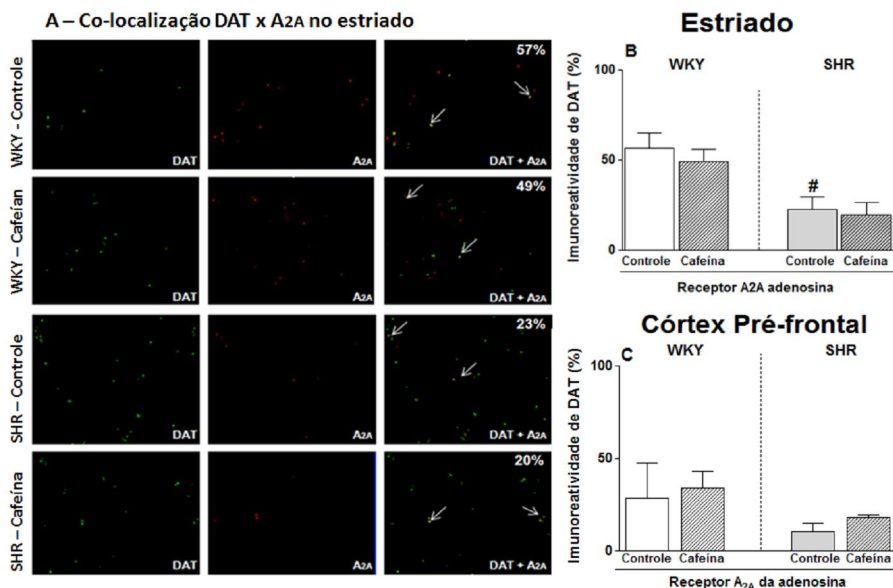 A – Co-localização DAT x A2A no estriado
WKY - Controle
57%
DAT
A2A
DAT + A2A
WKY – Cafeían
49%
DAT
A2A
DAT + A2A
SHR – Controle
23%
DAT
A2A
DAT + A2A
SHR – Cafeína
20%
DAT
A2A
DAT + A2A
Estriado
B
WKY
SHR
Imunoreatividade de DAT (%)
100
50
0
#
Controle Cafeína Controle Cafeína
Receptor A2A adenosina
Córtex Pré-frontal
C
WKY
SHR
Imunoreatividade de DAT (%)
100
50
0
Controle Cafeína Controle Cafeína
Receptor A2A da adenosina